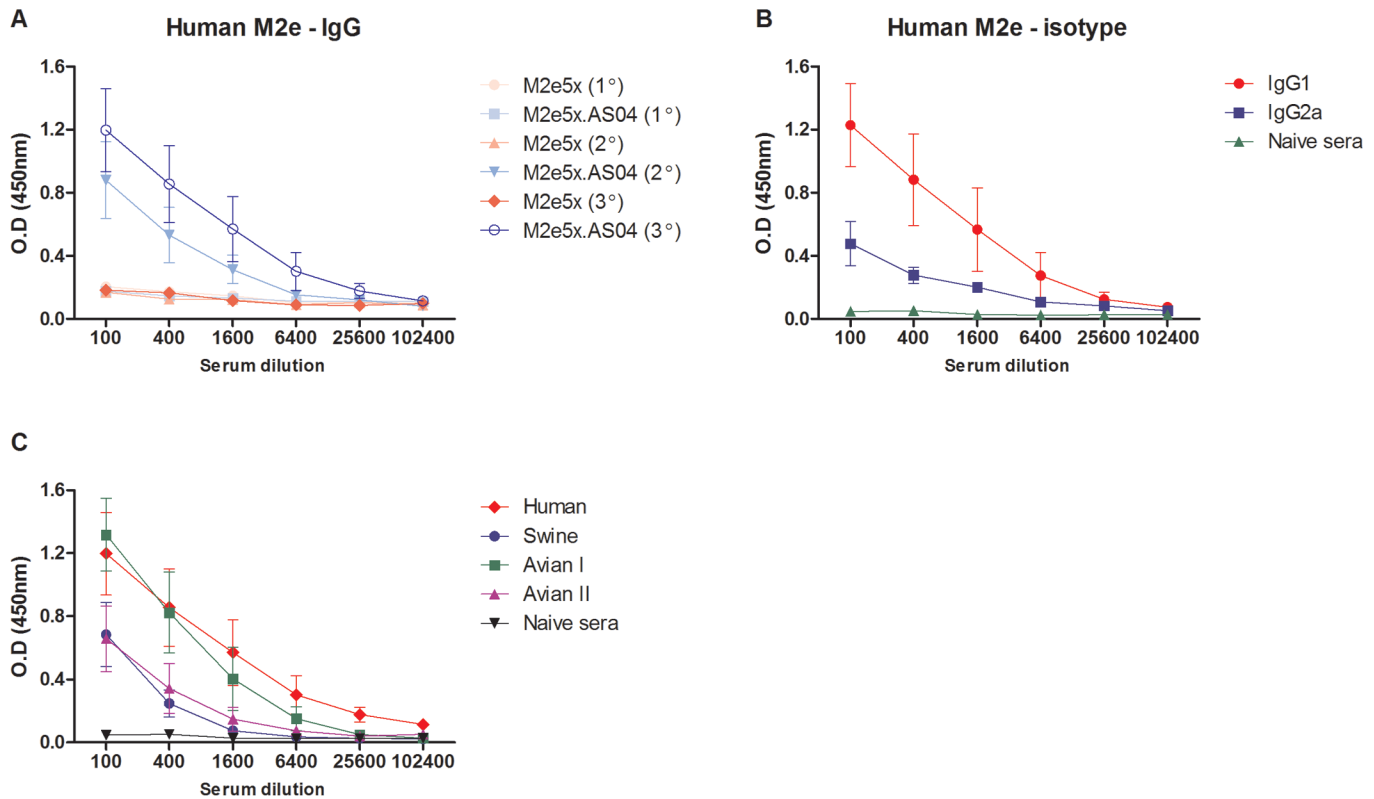 A
Human M2e - IgG
1.6
1.2
0.8
0.4
0.0
O.D (450nm)
100 400 1600 6400 25600 102400
Serum dilution
M2e5x (1°)
M2e5x.AS04 (1°)
M2e5x (2°)
M2e5x.AS04 (2°)
M2e5x (3°)
M2e5x.AS04 (3°)
B
Human M2e - isotype
1.6
1.2
0.8
0.4
0.0
O.D (450nm)
100 400 1600 6400 25600 102400
Serum dilution
IgG1
IgG2a
Naive sera
C
1.6
1.2
0.8
0.4
0.0
O.D (450nm)
100 400 1600 6400 25600 102400
Serum dilution
Human
Swine
Avian I
Avian II
Naive sera